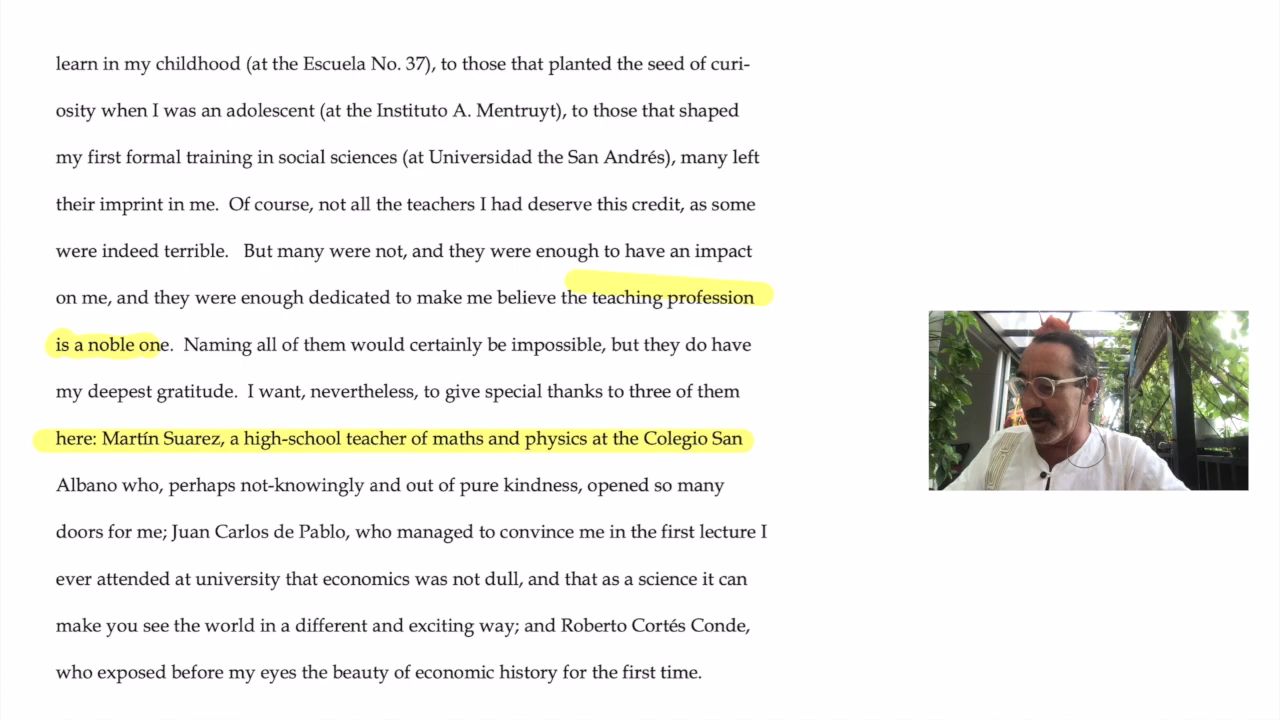 learn in my childhood (at the Escuela No. 37), to those that planted the seed of curi-
osity when I was an adolescent (at the Instituto A. Mentruyt), to those that shaped
my first formal training in social sciences (at Universidad the San Andrés), many left
their imprint in me. Of course, not all the teachers I had deserve this credit, as some
were indeed terrible. But many were not, and they were enough to have an impact
on me, and they were enough dedicated to make me believe the teaching profession
is a noble one. Naming all of them would certainly be impossible, but they do have
my deepest gratitude. I want, nevertheless, to give special thanks to three of them
here: Martín Suarez, a high-school teacher of maths and physics at the Colegio San
Albano who, perhaps not-knowingly and out of pure kindness, opened so many
doors for me; Juan Carlos de Pablo, who managed to convince me in the first lecture I
ever attended at university that economics was not dull, and that as a science it can
make you see the world in a different and exciting way; and Roberto Cortés Conde,
who exposed before my eyes the beauty of economic history for the first time.